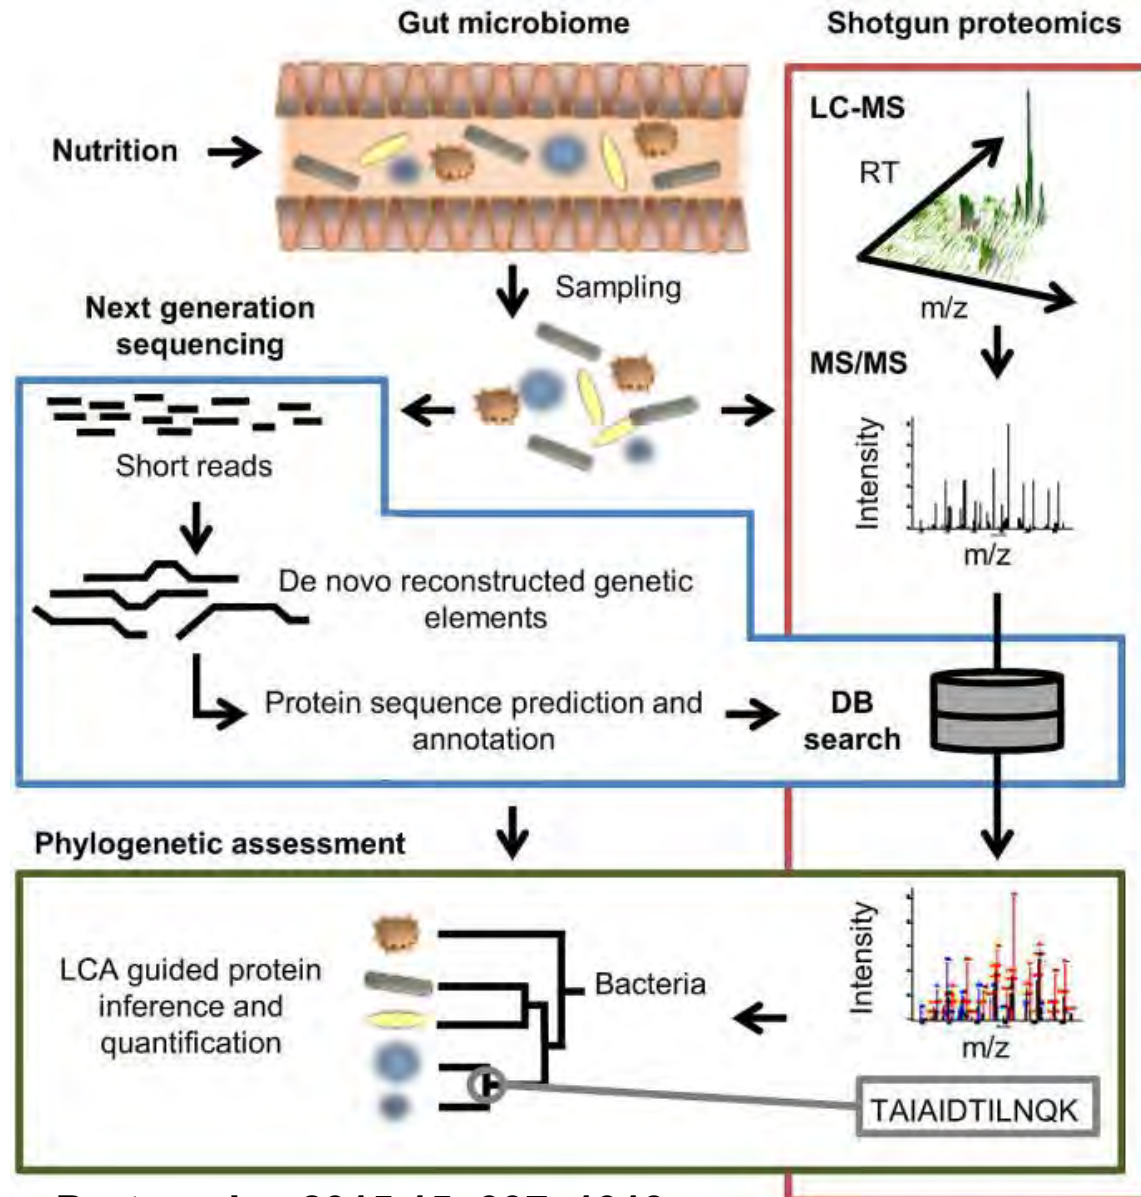 Gut microbiome
Shotgun proteomics
Nutrition
LC-MS
RT
m/z
Sampling
Next generation
sequencing
MS/MS
Intensity
m/z
Short reads
De novo reconstructed genetic
elements
Protein sequence prediction and
annotation
DB
search
Phylogenetic assessment
LCA guided protein
inference and
quantification
Bacteria
Intensity
m/z
TAIAIDTILNQK